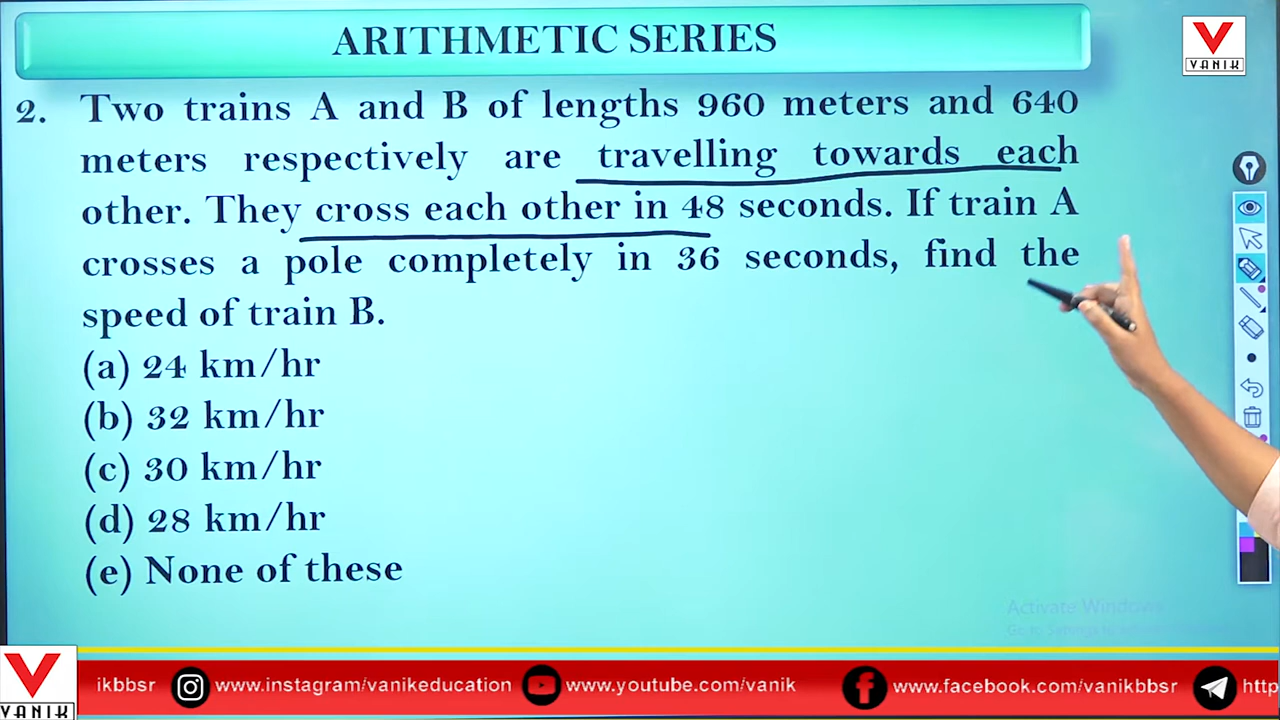 ARITHMETIC SERIES
VANIK
2. Two trains A and B of lengths 960 meters and 640
meters respectively are travelling towards each
other. They cross each other in 48 seconds. If train A
crosses a pole completely in 36 seconds, find the
speed of train B.
(a) 24 km/hr
(b) 32 km/hr
(c) 30 km/hr
(d) 28 km/hr
(e) None of these
Activate Windows
VANIK
ikbbsr
www.instagram/vanikeducation
www.youtube.com/vanik
www.facebook.com/vanikbbsr
http